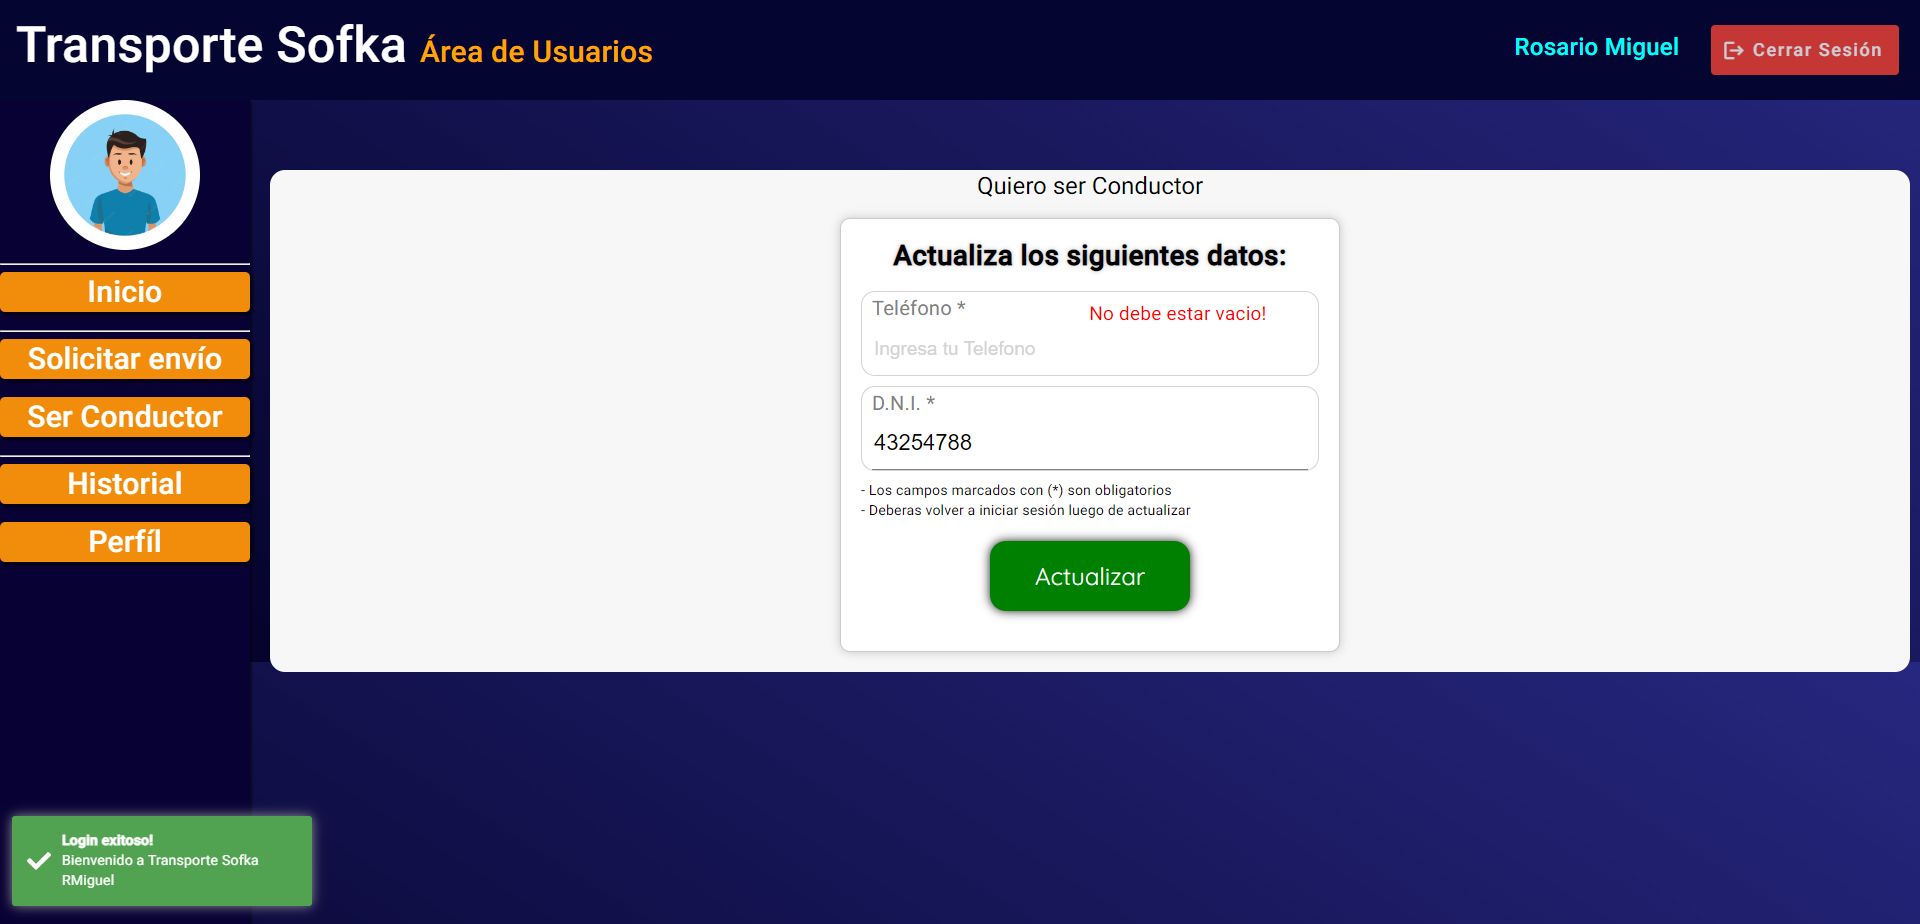 Transporte Sofka Área de Usuarios
Rosario Miguel
Cerrar Sesión
Inicio
Solicitar envío
Ser Conductor
Historial
Perfíl
Quiero ser Conductor
Actualiza los siguientes datos:
Teléfono *
No debe estar vacio!
Ingresa tu Telefono
D.N.I. *
43254788
- Los campos marcados con (*) son obligatorios
- Deberas volver a iniciar sesión luego de actualizar
Actualizar
Login exitoso!
Bienvenido a Transporte Sofka
RMiguel